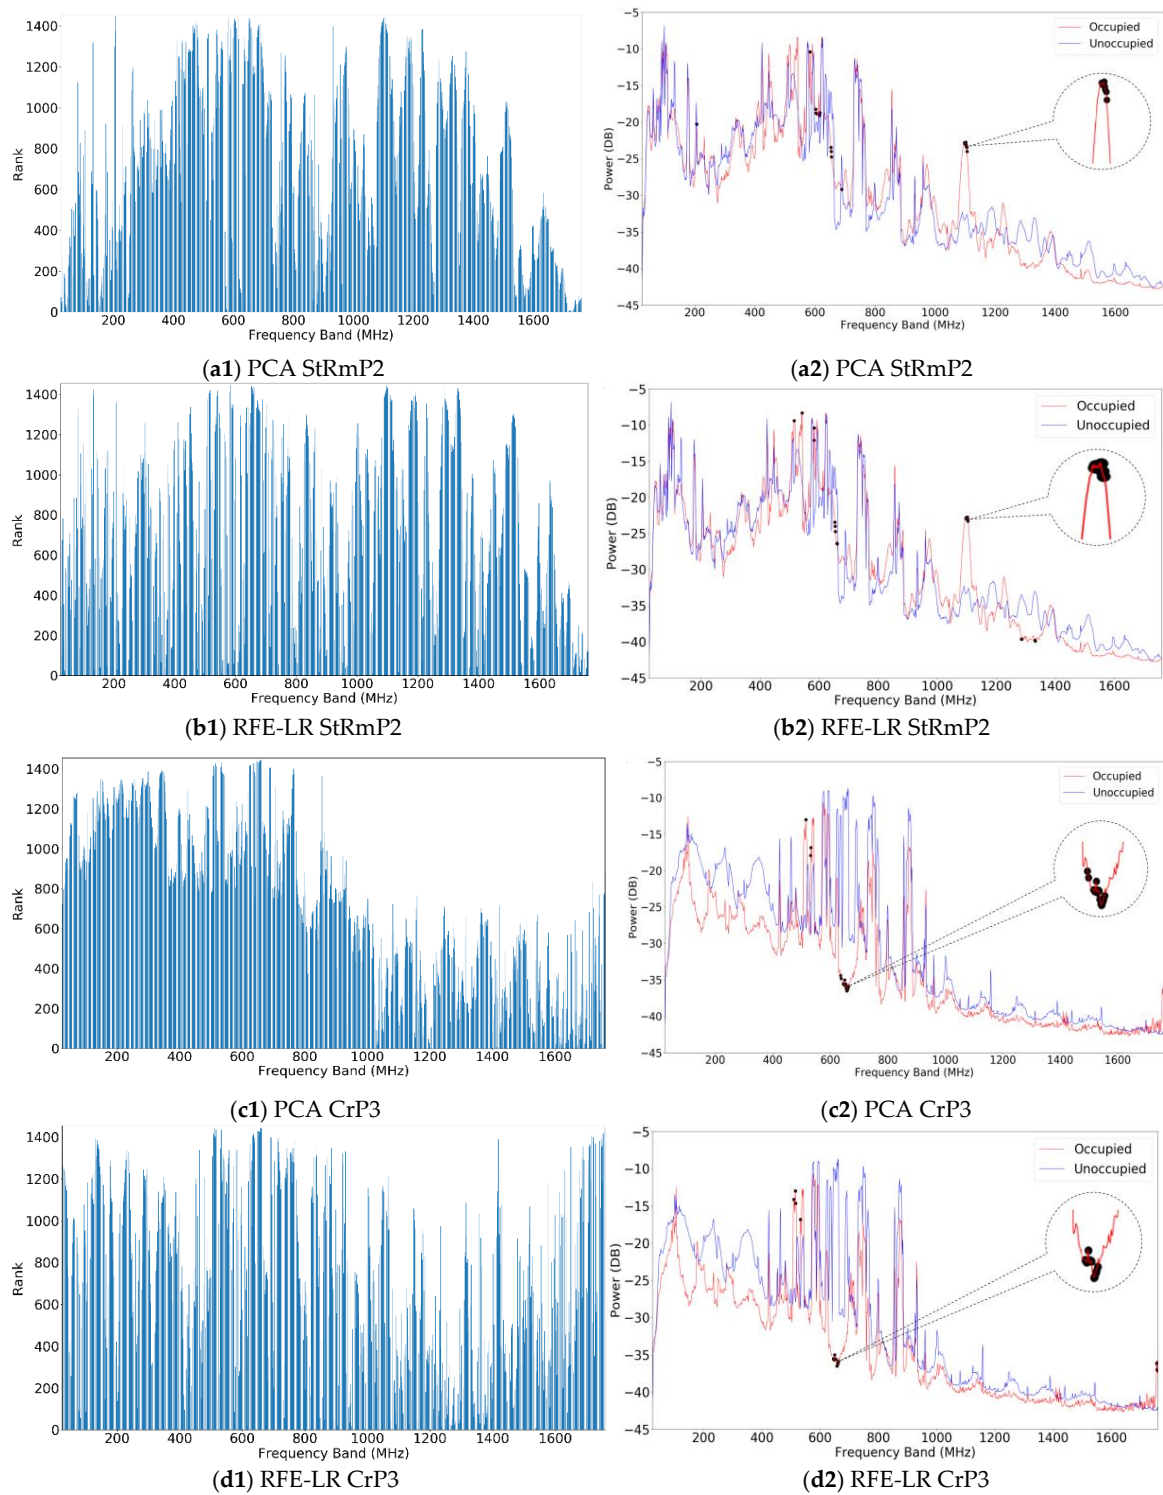 1400
1200
1000
800
600
400
200
0
Rank
200 400 600 800 1000 1200 1400 1600
Frequency Band (MHz)
(a1) PCA StRmP2
−5
−10
−15
−20
−25
−30
−35
−40
−45
Power (DB)
Occupied
Unoccupied
200 400 600 800 1000 1200 1400 1600
Frequency Band (MHz)
(a2) PCA StRmP2
1400
1200
1000
800
600
400
200
0
Rank
200 400 600 800 1000 1200 1400 1600
Frequency Band (MHz)
(b1) RFE-LR StRmP2
−5
−10
−15
−20
−25
−30
−35
−40
−45
Power (DB)
Occupied
Unoccupied
200 400 600 800 1000 1200 1400 1600
Frequency Band (MHz)
(b2) RFE-LR StRmP2
1400
1200
1000
800
600
400
200
0
Rank
200 400 600 800 1000 1200 1400 1600
Frequency Band (MHz)
(c1) PCA CrP3
−5
−10
−15
−20
−25
−30
−35
−40
−45
Power (DB)
Occupied
Unoccupied
200 400 600 800 1000 1200 1400 1600
Frequency Band (MHz)
(c2) PCA CrP3
1400
1200
1000
800
600
400
200
0
Rank
200 400 600 800 1000 1200 1400 1600
Frequency Band (MHz)
(d1) RFE-LR CrP3
−5
−10
−15
−20
−25
−30
−35
−40
−45
Power (DB)
Occupied
Unoccupied
200 400 600 800 1000 1200 1400 1600
Frequency Band (MHz)
(d2) RFE-LR CrP3